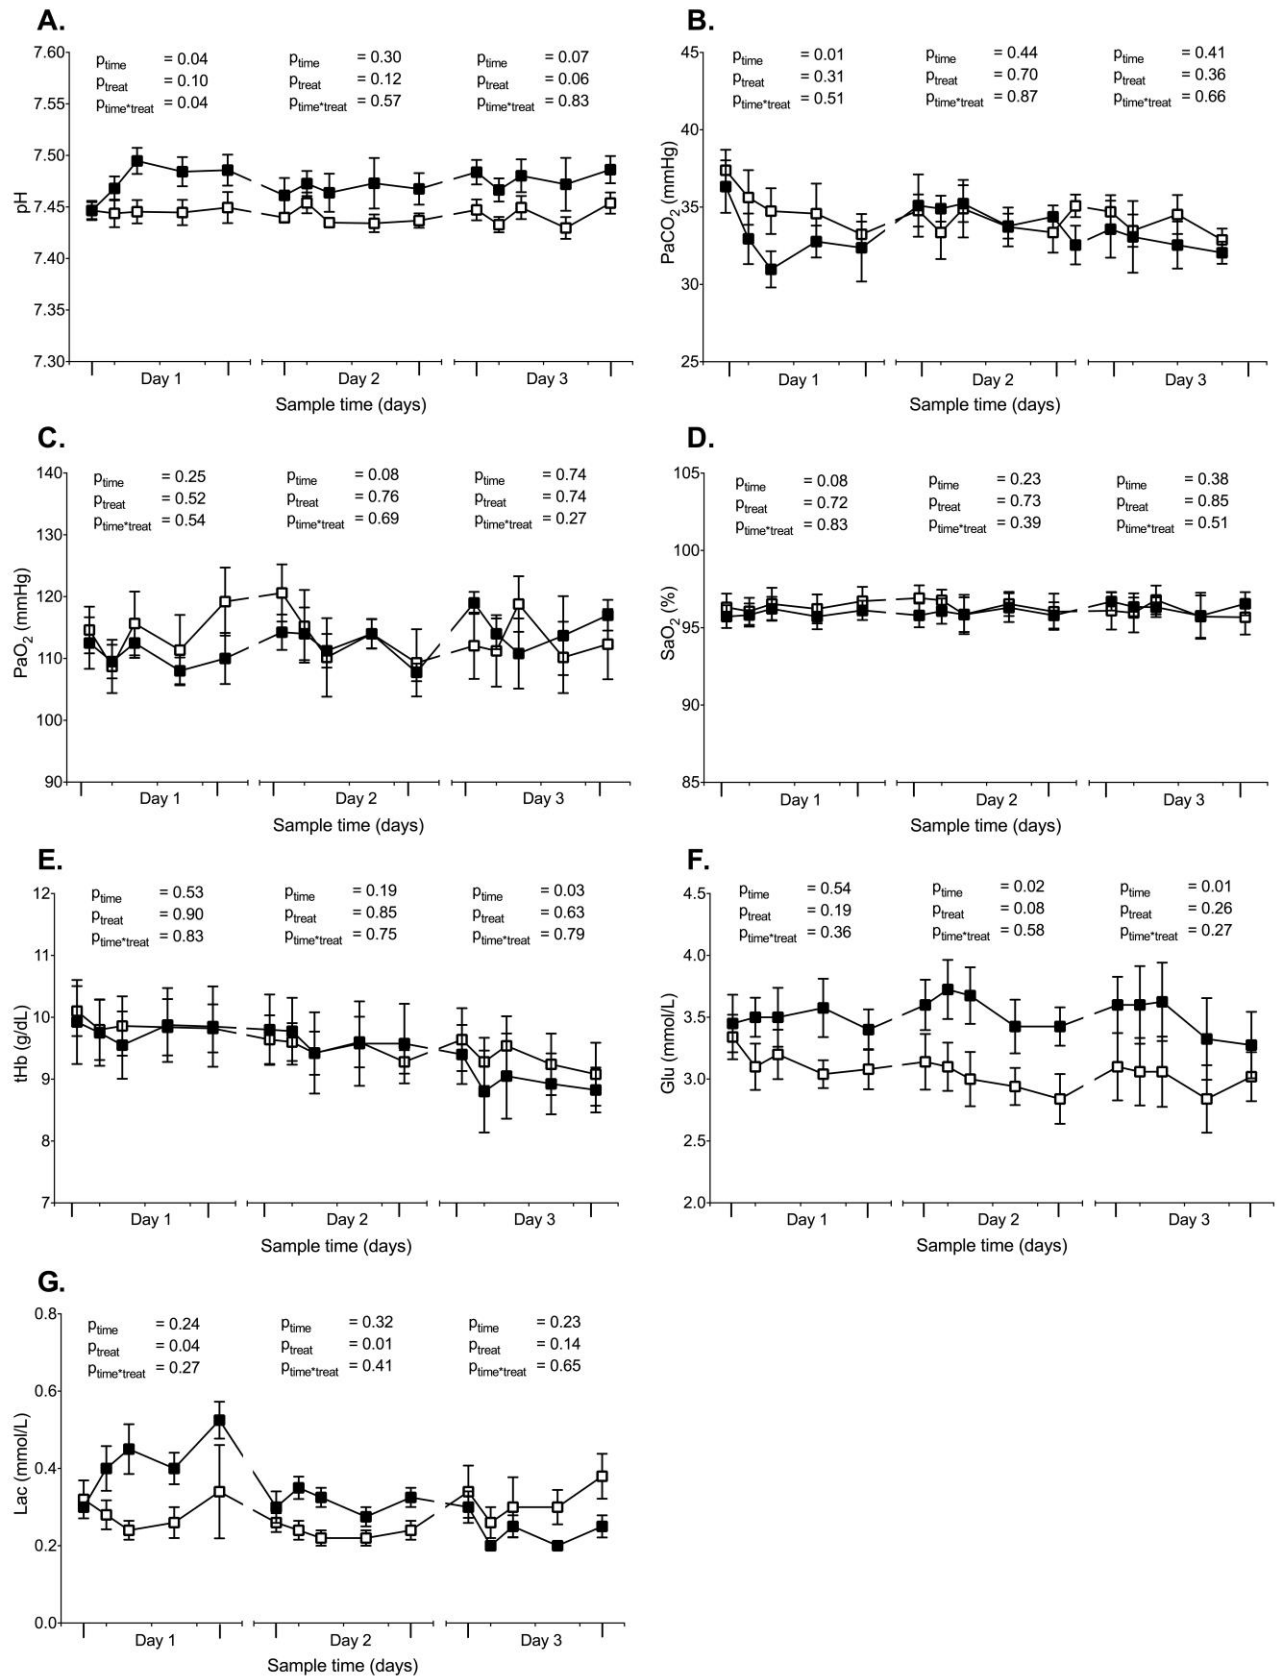 A.
p_time = 0.04
p_treat = 0.10
p_time*treat = 0.04
p_time = 0.30
p_treat = 0.12
p_time*treat = 0.57
p_time = 0.07
p_treat = 0.06
p_time*treat = 0.83
7.60
7.55
7.50
7.45
7.40
7.35
7.30
pH
Day 1
Day 2
Day 3
Sample time (days)
B.
p_time = 0.01
p_treat = 0.31
p_time*treat = 0.51
p_time = 0.44
p_treat = 0.70
p_time*treat = 0.87
p_time = 0.41
p_treat = 0.36
p_time*treat = 0.66
45
40
35
30
25
PaCO₂ (mmHg)
Day 1
Day 2
Day 3
Sample time (days)
C.
p_time = 0.25
p_treat = 0.52
p_time*treat = 0.54
p_time = 0.08
p_treat = 0.76
p_time*treat = 0.69
p_time = 0.74
p_treat = 0.74
p_time*treat = 0.27
140
130
120
110
100
90
PaO₂ (mmHg)
Day 1
Day 2
Day 3
Sample time (days)
D.
p_time = 0.08
p_treat = 0.72
p_time*treat = 0.83
p_time = 0.23
p_treat = 0.73
p_time*treat = 0.39
p_time = 0.38
p_treat = 0.85
p_time*treat = 0.51
105
100
95
90
85
SaO₂ (%)
Day 1
Day 2
Day 3
Sample time (days)
E.
p_time = 0.53
p_treat = 0.90
p_time*treat = 0.83
p_time = 0.19
p_treat = 0.85
p_time*treat = 0.75
p_time = 0.03
p_treat = 0.63
p_time*treat = 0.79
12
11
10
9
8
7
tHb (g/dL)
Day 1
Day 2
Day 3
Sample time (days)
F.
p_time = 0.54
p_treat = 0.19
p_time*treat = 0.36
p_time = 0.02
p_treat = 0.08
p_time*treat = 0.58
p_time = 0.01
p_treat = 0.26
p_time*treat = 0.27
4.5
4.0
3.5
3.0
2.5
2.0
Glu (mmol/L)
Day 1
Day 2
Day 3
Sample time (days)
G.
p_time = 0.24
p_treat = 0.04
p_time*treat = 0.27
p_time = 0.32
p_treat = 0.01
p_time*treat = 0.41
p_time = 0.23
p_treat = 0.14
p_time*treat = 0.65
0.8
0.6
0.4
0.2
0.0
Lac (mmol/L)
Day 1
Day 2
Day 3
Sample time (days)